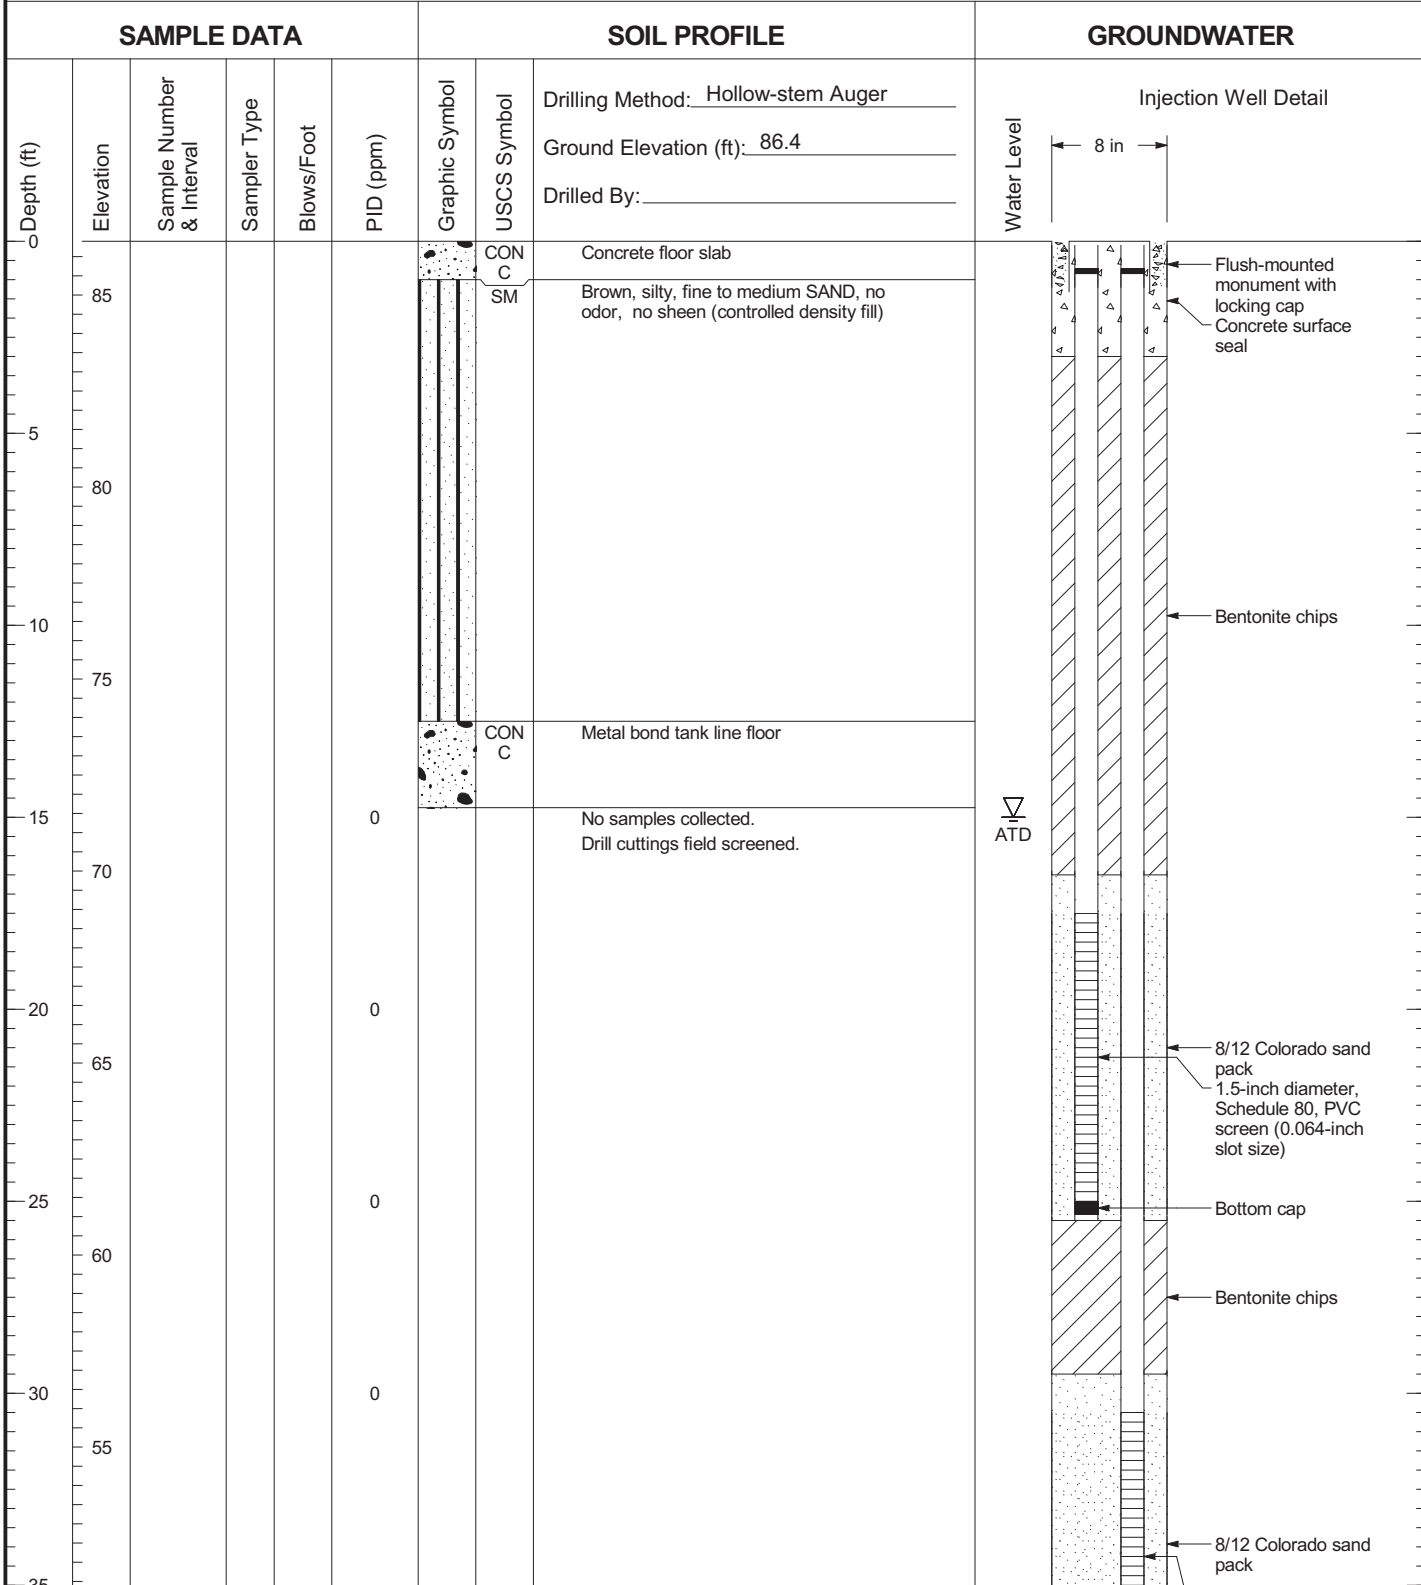 SAMPLE DATA
SOIL PROFILE
GROUNDWATER
Depth (ft)
Elevation
Sample Number
& Interval
Sampler Type
Blows/Foot
PID (ppm)
Graphic Symbol
USCS Symbol
Drilling Method: Hollow-stem Auger
Ground Elevation (ft): 86.4
Drilled By:
Water Level
Injection Well Detail
8 in
0
CON
C
Concrete floor slab
Flush-mounted
monument with
locking cap
Concrete surface
seal
85
SM
Brown, silty, fine to medium SAND, no
odor, no sheen (controlled density fill)
5
80
10
Bentonite chips
75
CON
C
Metal bond tank line floor
15
0
No samples collected.
Drill cuttings field screened.
ATD
70
20
0
65
8/12 Colorado sand
pack
1.5-inch diameter,
Schedule 80, PVC
screen (0.064-inch
slot size)
25
0
Bottom cap
60
Bentonite chips
30
0
55
8/12 Colorado sand
pack
35